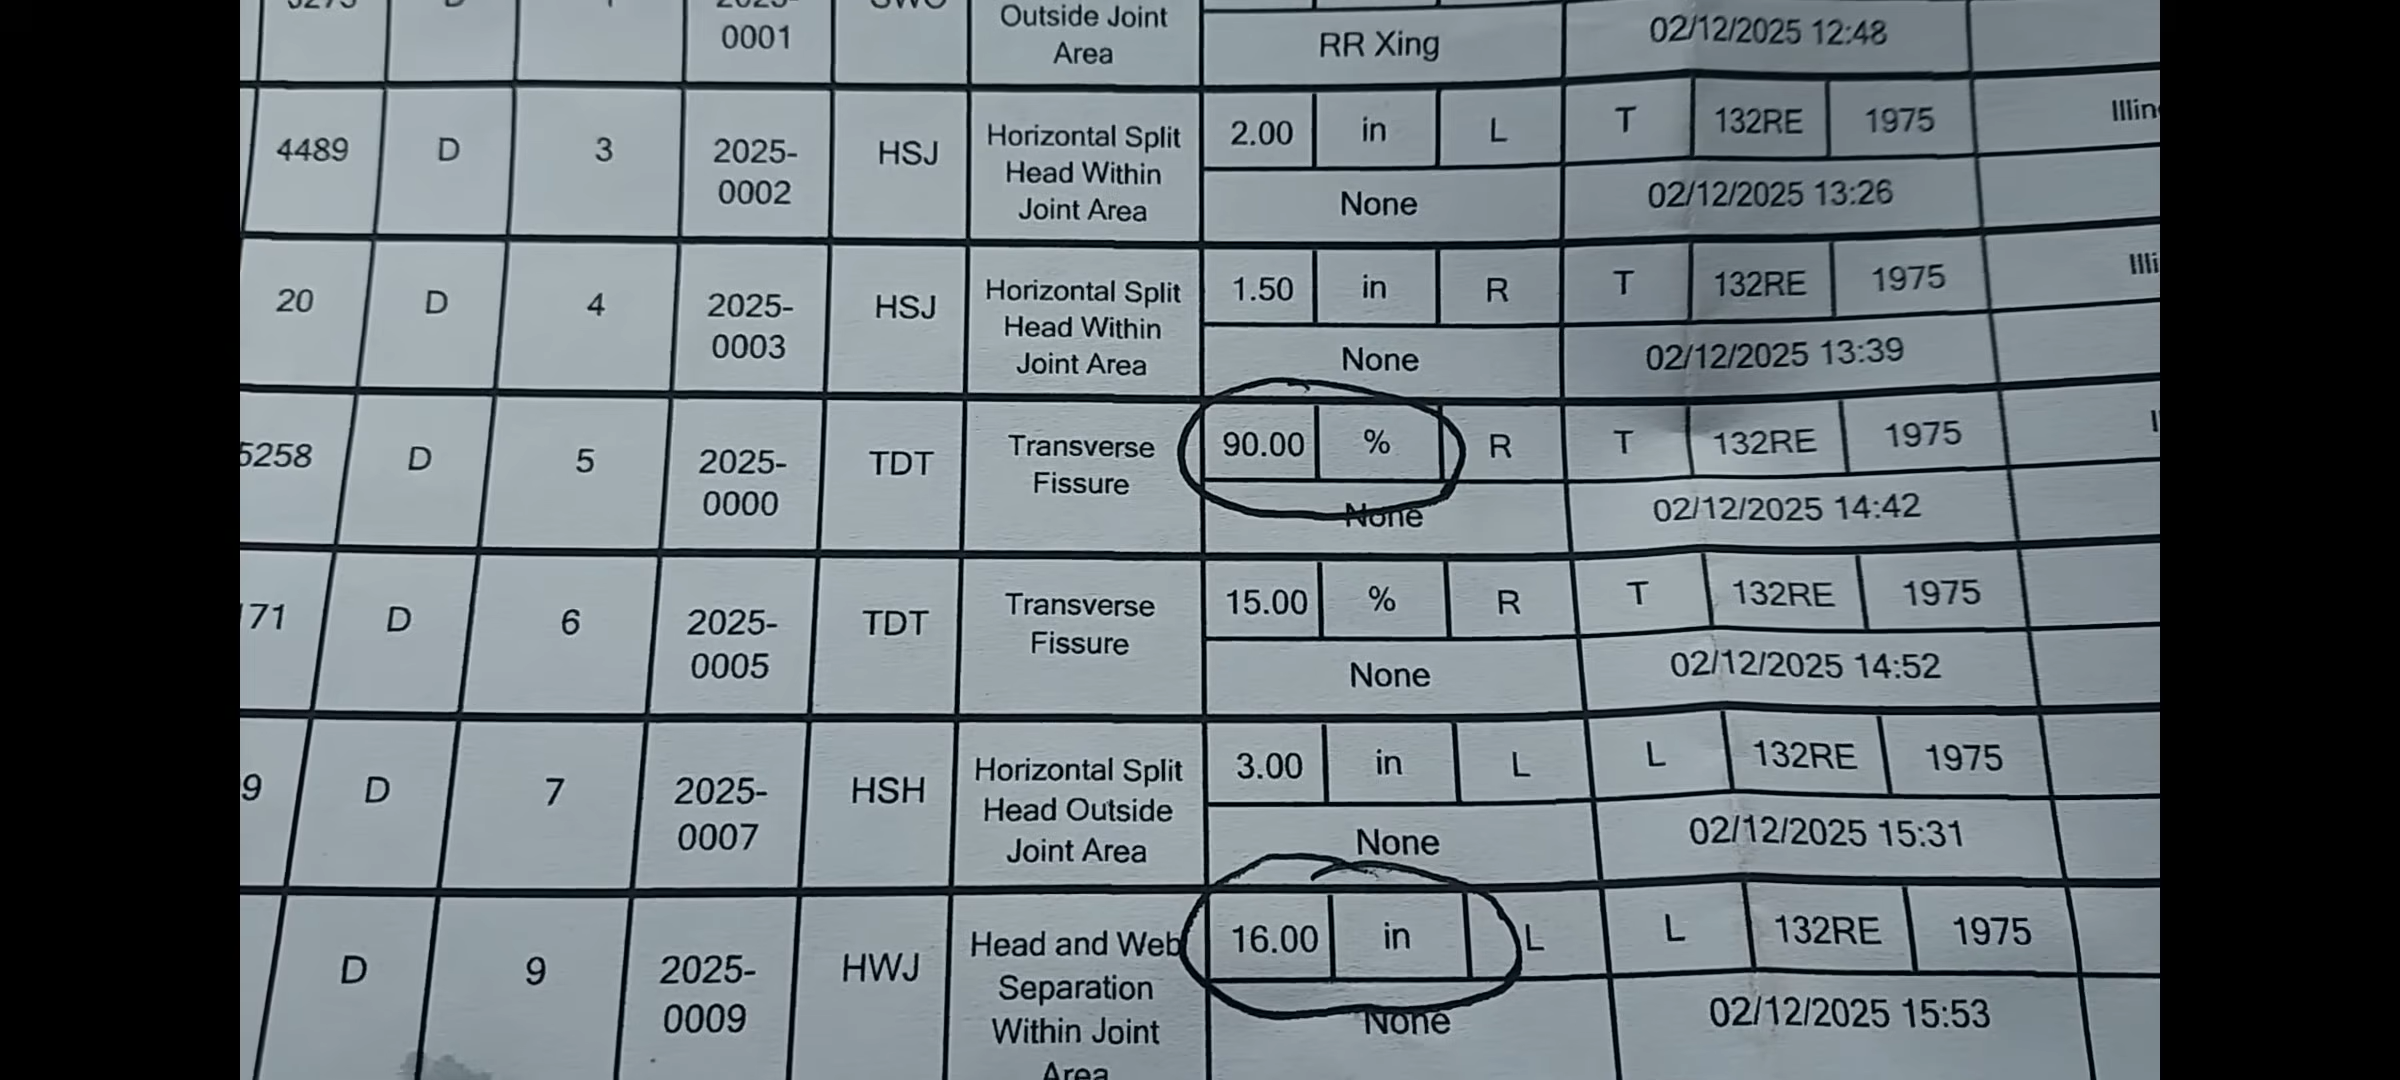 0001
Outside Joint
Area
RR Xing
02/12/2025 12:48
4489 D 3 2025-
0002
HSJ
Horizontal Split
Head Within
Joint Area
2.00 in L T 132RE 1975
None
02/12/2025 13:26
20 D 4 2025-
0003
HSJ
Horizontal Split
Head Within
Joint Area
1.50 in R T 132RE 1975
None
02/12/2025 13:39
5258 D 5 2025-
0000
TDT
Transverse
Fissure
90.00 % R T 132RE 1975
None
02/12/2025 14:42
71 D 6 2025-
0005
TDT
Transverse
Fissure
15.00 % R T 132RE 1975
None
02/12/2025 14:52
9 D 7 2025-
0007
HSH
Horizontal Split
Head Outside
Joint Area
3.00 in L L 132RE 1975
None
02/12/2025 15:31
D 9 2025-
0009
HWJ
Head and Web
Separation
Within Joint
Area
16.00 in L L 132RE 1975
None
02/12/2025 15:53